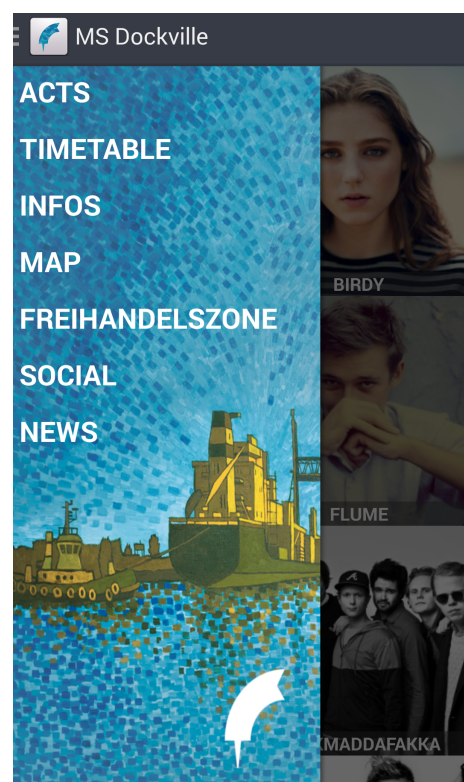 MS Dockville
ACTS
TIMETABLE
INFOS
MAP
FREIHANDELSZONE
SOCIAL
NEWS
BIRDY
FLUME
KMADDAFAKKA